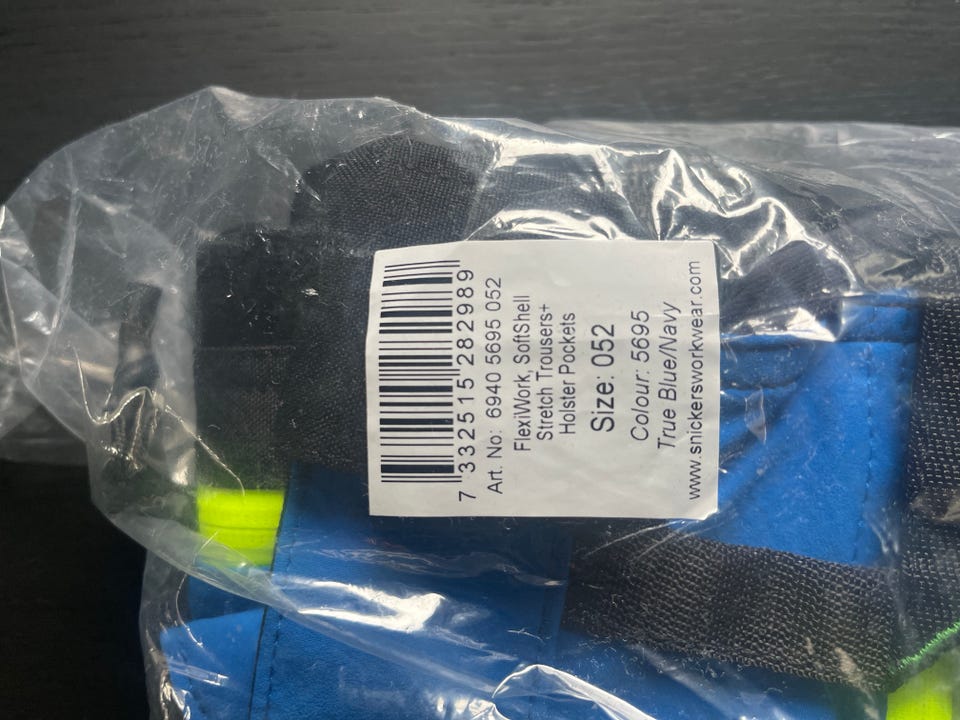 7 332515 282989
Art. No: 6940 5695 052
FlexiWork, SoftShell
Stretch Trousers+
Holster Pockets
Size: 052
Colour: 5695
True Blue/Navy
www.snickersworkwear.com